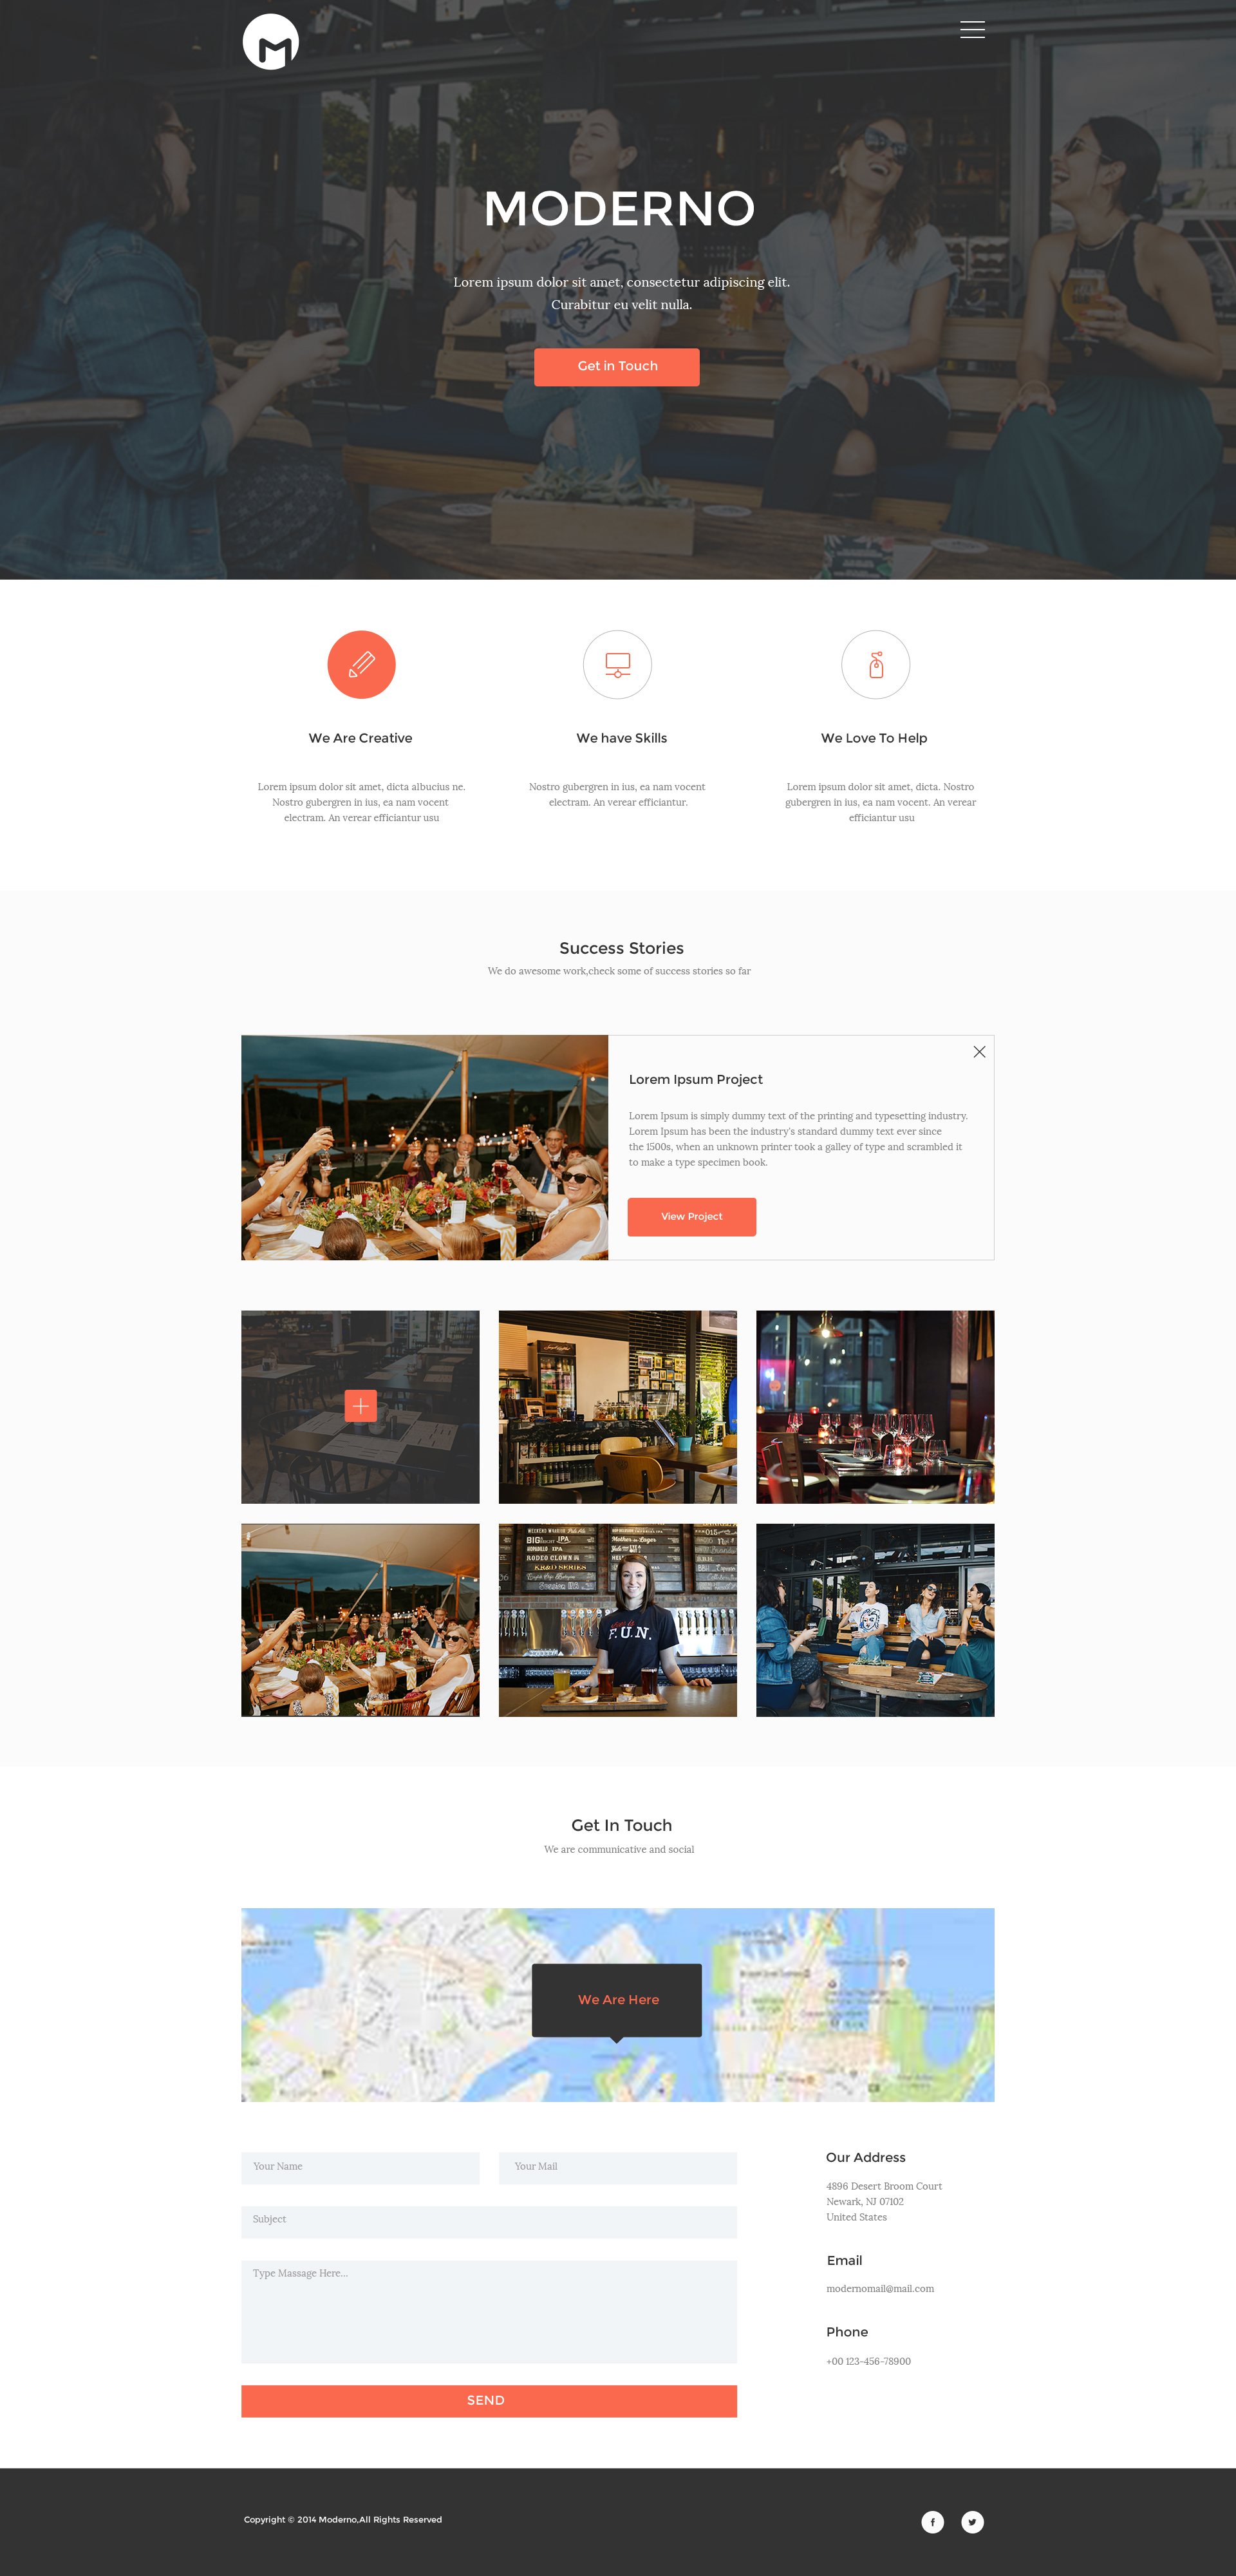 M
MODERNO
Lorem ipsum dolor sit amet, consectetur adipiscing elit.
Curabitur eu velit nulla.
Get in Touch
We Are Creative
We have Skills
We Love To Help
Lorem ipsum dolor sit amet, dicta albucius ne.
Nostro gubergren in ius, ea nam vocent
electram. An verear efficiantur usu
Nostro gubergren in ius, ea nam vocent
electram. An verear efficiantur.
Lorem ipsum dolor sit amet, dicta. Nostro
gubergren in ius, ea nam vocent. An verear
efficiantur usu
Success Stories
We do awesome work,check some of success stories so far
Lorem Ipsum Project
Lorem Ipsum is simply dummy text of the printing and typesetting industry.
Lorem Ipsum has been the industry's standard dummy text ever since
the 1500s, when an unknown printer took a galley of type and scrambled it
to make a type specimen book.
View Project
BIG IPA
RODEO CLOWN
KR&D SERIES
015
F.U.N.
Get In Touch
We are communicative and social
We Are Here
Your Name
Your Mail
Subject
Type Massage Here...
SEND
Our Address
4896 Desert Broom Court
Newark, NJ 07102
United States
Email
modernomail@mail.com
Phone
+00 123-456-78900
Copyright © 2014 Moderno,All Rights Reserved